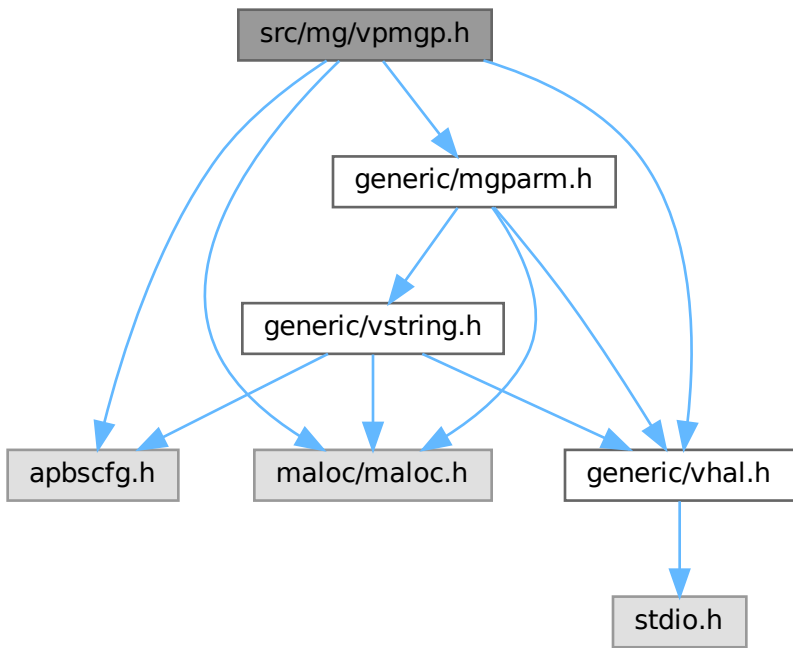 src/mg/vpmgp.h
generic/mgparm.h
generic/vstring.h
apbscfg.h
maloc/maloc.h
generic/vhal.h
stdio.h